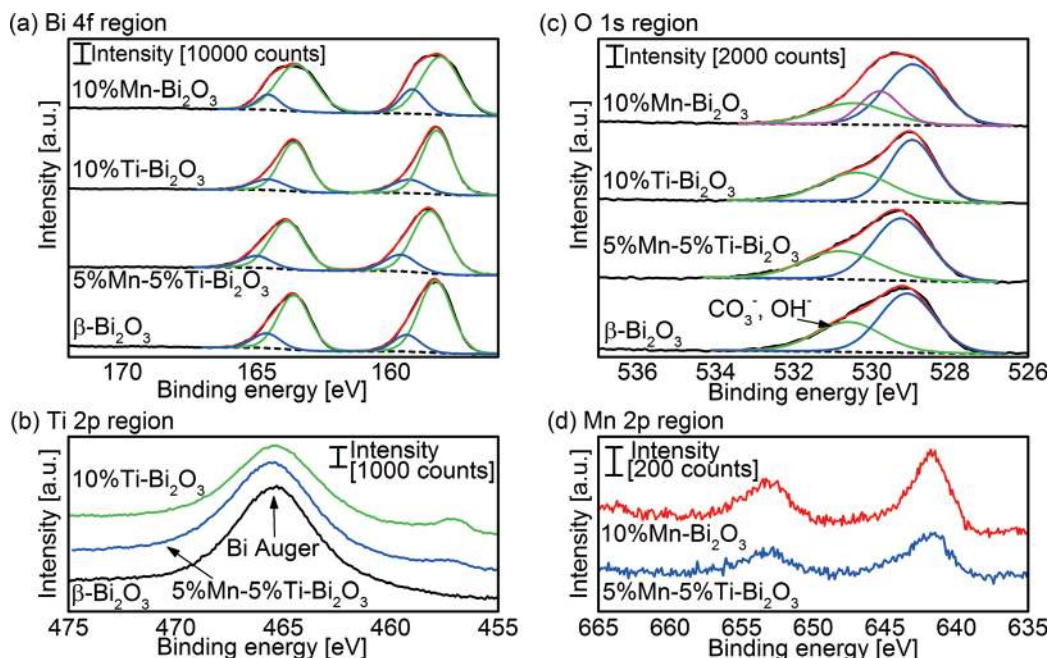 (a) Bi 4f region
Intensity [10000 counts]
10%Mn-Bi₂O₃
10%Ti-Bi₂O₃
5%Mn-5%Ti-Bi₂O₃
β-Bi₂O₃
Intensity [a.u.]
170 165 160
Binding energy [eV]
(c) O 1s region
Intensity [2000 counts]
10%Mn-Bi₂O₃
10%Ti-Bi₂O₃
5%Mn-5%Ti-Bi₂O₃
CO₃⁻, OH⁻
β-Bi₂O₃
Intensity [a.u.]
536 534 532 530 528 526
Binding energy [eV]
(b) Ti 2p region
Intensity
[1000 counts]
10%Ti-Bi₂O₃
Bi Auger
5%Mn-5%Ti-Bi₂O₃
β-Bi₂O₃
Intensity [a.u.]
475 470 465 460 455
Binding energy [eV]
(d) Mn 2p region
Intensity
[200 counts]
10%Mn-Bi₂O₃
5%Mn-5%Ti-Bi₂O₃
Intensity [a.u.]
665 660 655 650 645 640 635
Binding energy [eV]